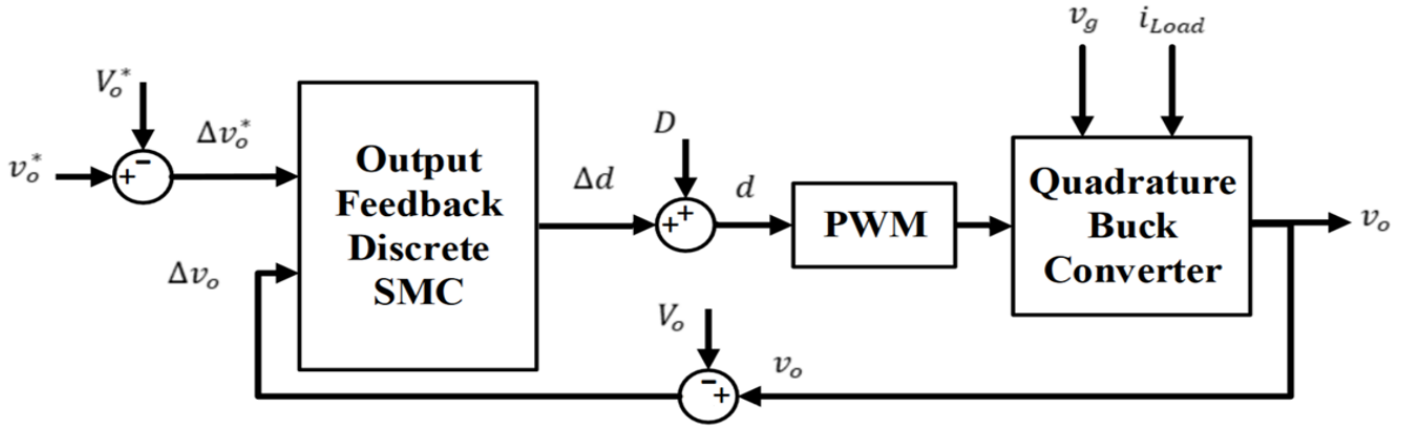 v_g
i_Load
V_o^*
Δv_o^*
v_o^*
−
+
Output
Feedback
Discrete
SMC
Δd
D
+
+
d
PWM
Quadrature
Buck
Converter
v_o
Δv_o
V_o
−
+
v_o